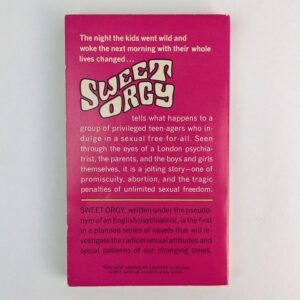 The night the kids went wild and
woke the next morning with their whole
lives changed...
SWEET
ORGY
tells what happens to a
group of privileged teen-agers who in-
dulge in a sexual free-for-all. Seen
through the eyes of a London psychia-
trist, the parents, and the boys and girls
themselves, it is a jolting story—one of
promiscuity, abortion, and the tragic
penalties of unlimited sexual freedom.
SWEET ORGY, written under the pseudo-
nym of an English psychiatrist, is the first
in a planned series of novels that will in-
vestigate the radical sexual attitudes and
social patterns of our changing times.
THE NEW AMERICAN LIBRARY